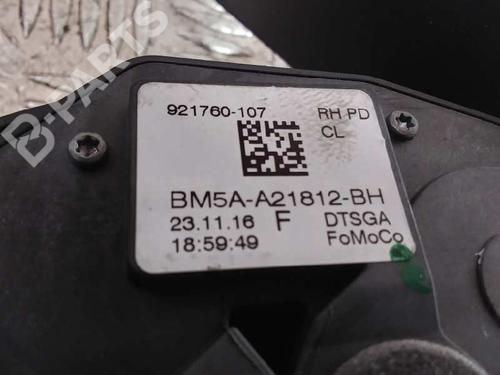 B-PARTS
921760-107 RH PD
CL
BM5A-A21812-BH
23.11.16 F DTSGA
18:59:49 FoMoCo